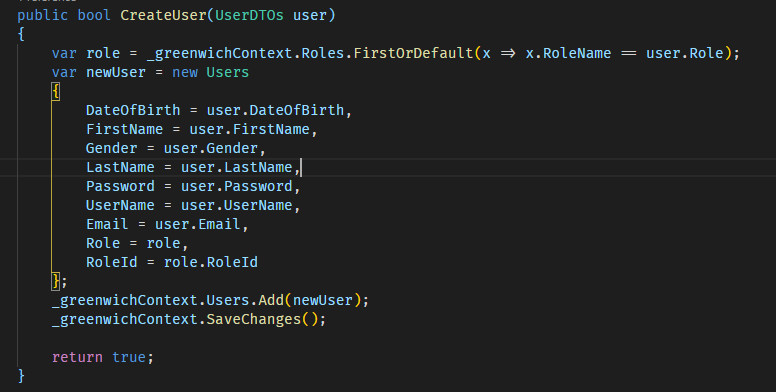 public bool CreateUser(UserDTOs user)
{
    var role = _greenwichContext.Roles.FirstOrDefault(x => x.RoleName == user.Role);
    var newUser = new Users
    {
        DateOfBirth = user.DateOfBirth,
        FirstName = user.FirstName,
        Gender = user.Gender,
        LastName = user.LastName,
        Password = user.Password,
        UserName = user.UserName,
        Email = user.Email,
        Role = role,
        RoleId = role.RoleId
    };
    _greenwichContext.Users.Add(newUser);
    _greenwichContext.SaveChanges();

    return true;
}